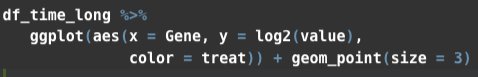 df_time_long %>%
ggplot(aes(x = Gene, y = log2(value),
color = treat)) + geom_point(size = 3)